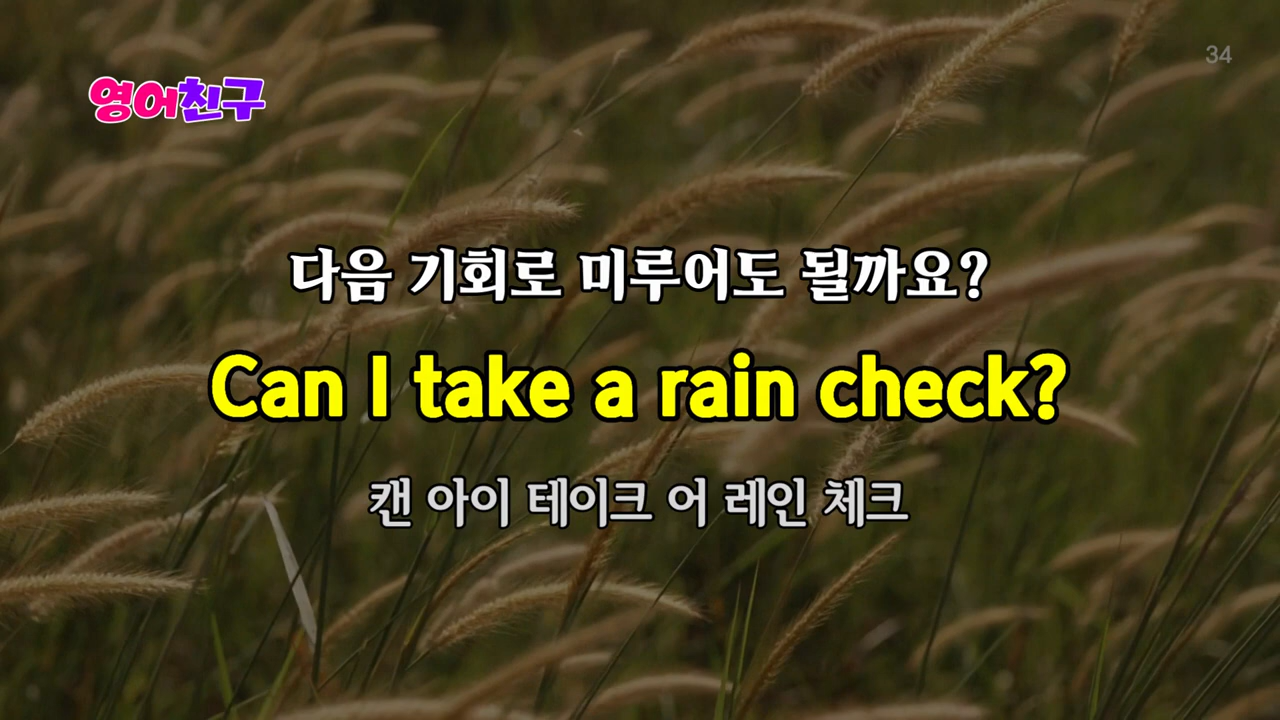 34
영어친구
다음 기회로 미루어도 될까요?
Can I take a rain check?
캔 아이 테이크 어 레인 체크